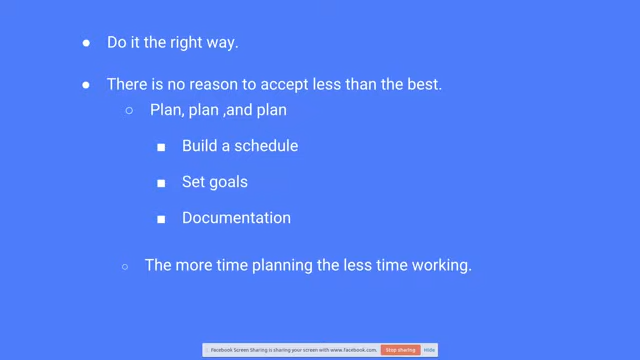 ● Do it the right way.
● There is no reason to accept less than the best.
○ Plan, plan ,and plan
■ Build a schedule
■ Set goals
■ Documentation
○ The more time planning the less time working.
Facebook Screen Sharing is sharing your screen with www.facebook.com. Stop sharing Hide